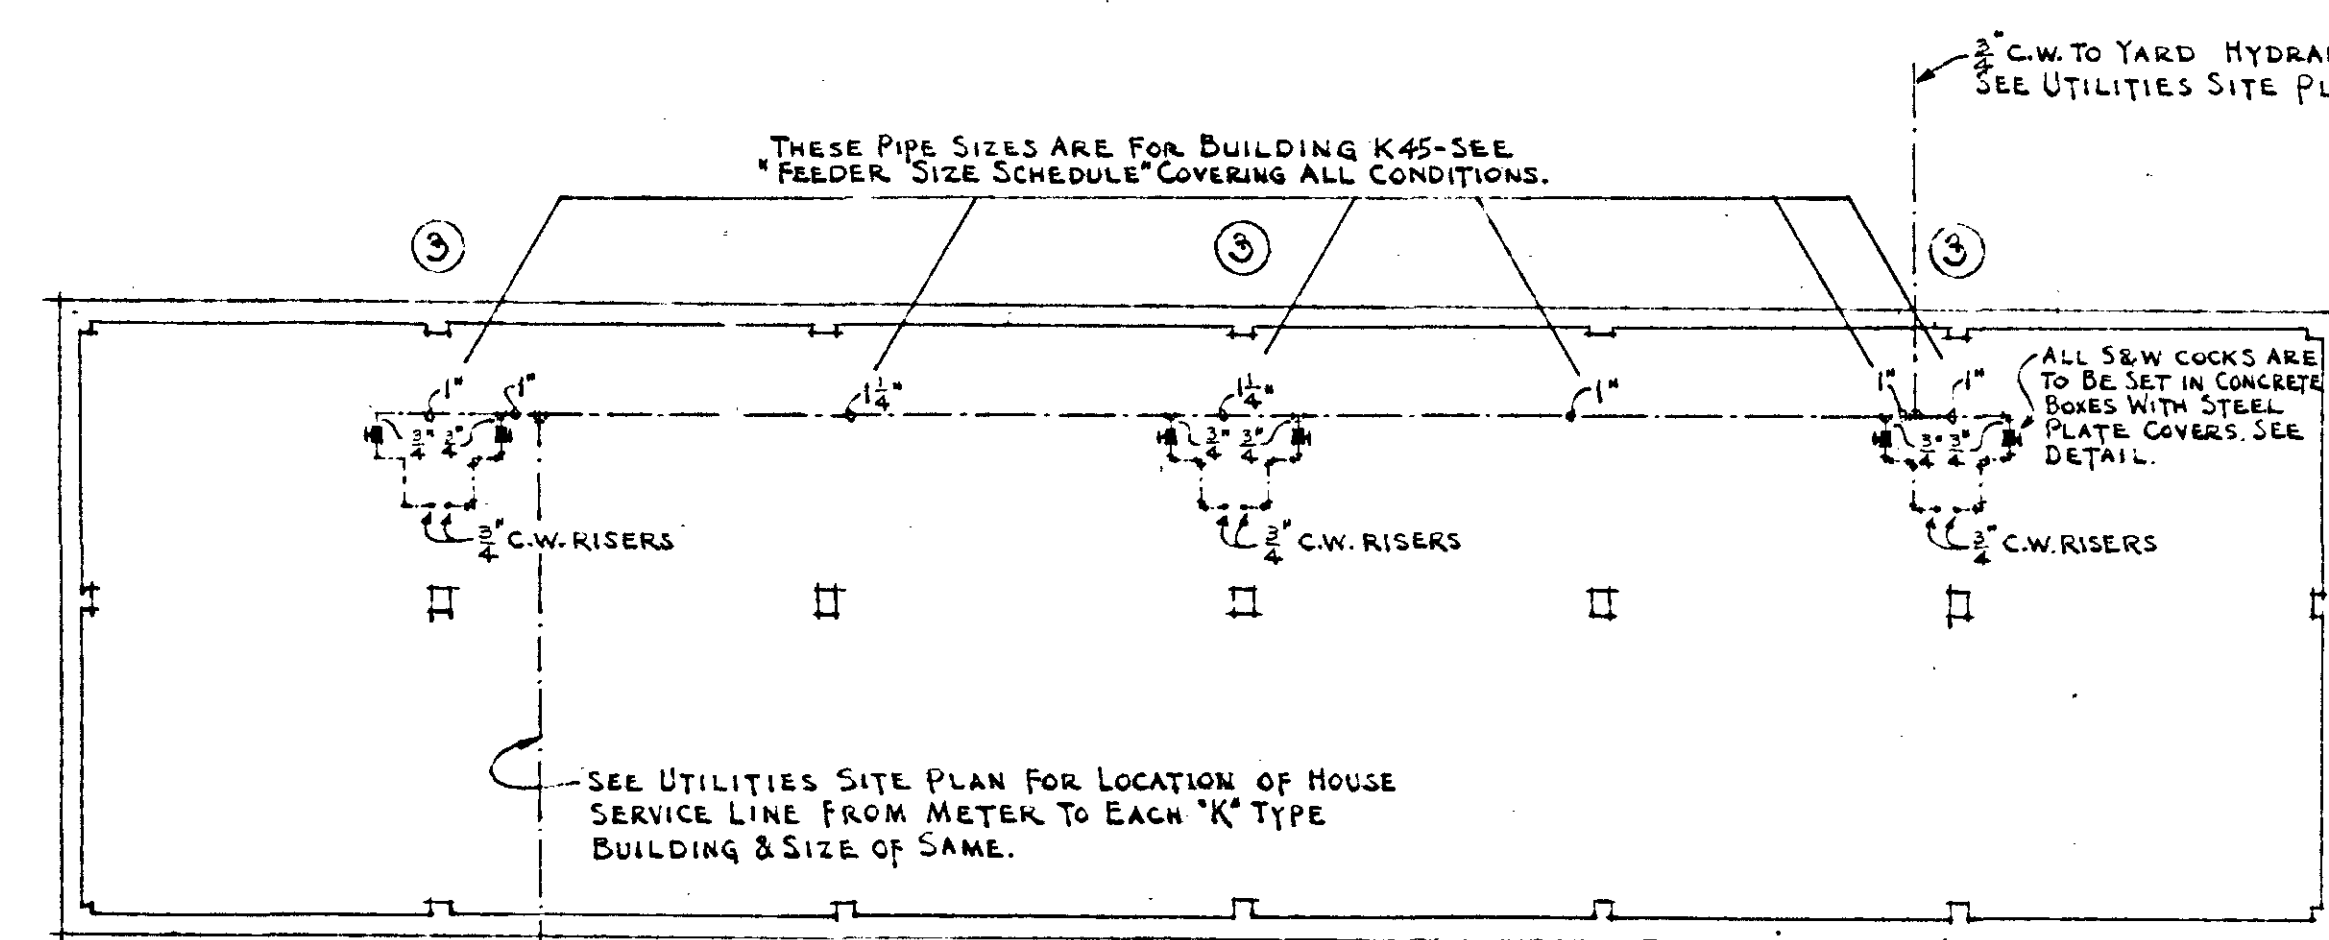 3/4" C.W. TO YARD HYDRA
SEE UTILITIES SITE PL
THESE PIPE SIZES ARE FOR BUILDING K45-SEE
"FEEDER SIZE SCHEDULE" COVERING ALL CONDITIONS.
3 3 3
ALL S&W COCKS ARE
TO BE SET IN CONCRETE
BOXES WITH STEEL
PLATE COVERS. SEE
DETAIL.
1" 1" 1 1/4" 1 1/4" 1" 1" 1"
3/4" 3/4" 3/4" 3/4" 3/4" 3/4"
3/4" C.W. RISERS
3/4" C.W. RISERS
3/4" C.W. RISERS
SEE UTILITIES SITE PLAN FOR LOCATION OF HOUSE
SERVICE LINE FROM METER TO EACH "K" TYPE
BUILDING & SIZE OF SAME.